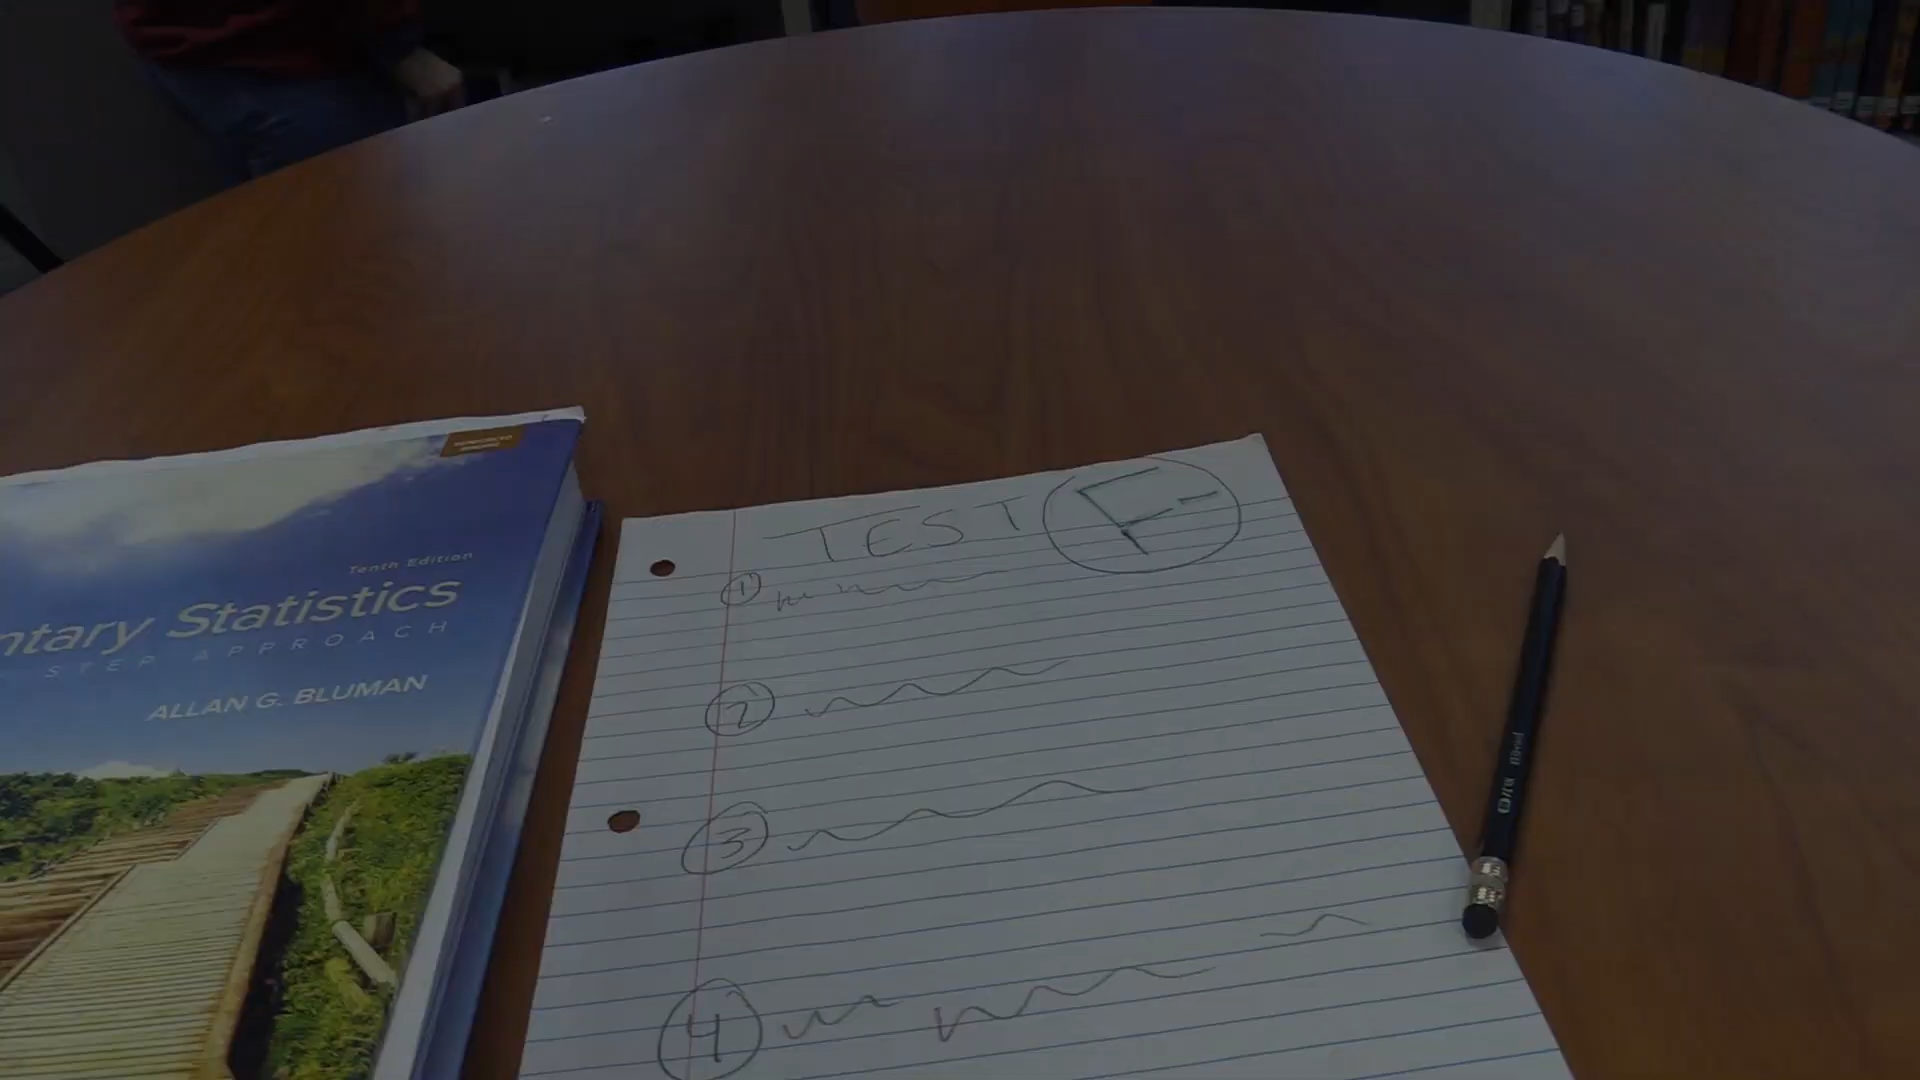 Tenth Edition
ntary Statistics
STEP APPROACH
ALLAN G. BLUMAN
TEST F-
1
2
3
4